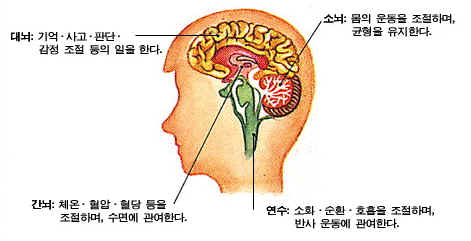 대뇌: 기억·사고·판단·
감정 조절 등의 일을 한다.
소뇌: 몸의 운동을 조절하며,
균형을 유지한다.
간뇌: 체온·혈압·혈당 등을
조절하며, 수면에 관여한다.
연수: 소화·순환·호흡을 조절하며,
반사 운동에 관여한다.